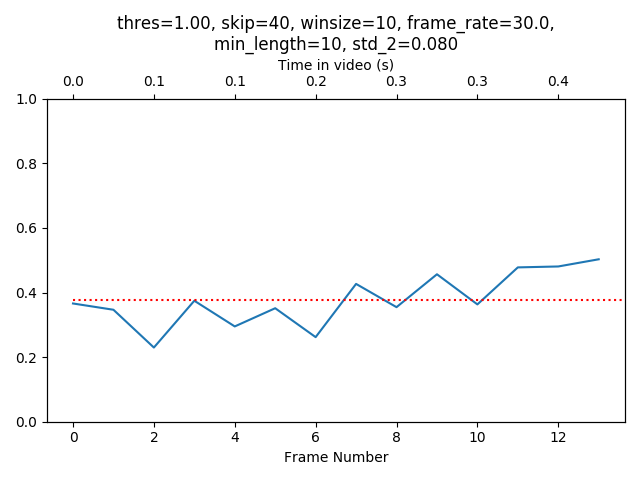 thres=1.00, skip=40, winsize=10, frame_rate=30.0,
min_length=10, std_2=0.080
Time in video (s)
0.0 0.1 0.1 0.2 0.3 0.3 0.4
1.0
0.8
0.6
0.4
0.2
0.0
0 2 4 6 8 10 12
Frame Number